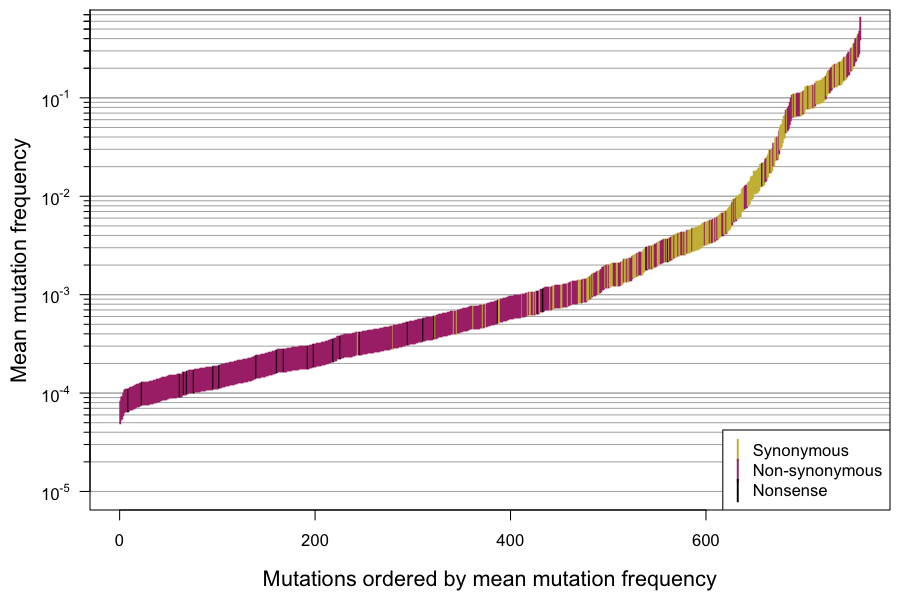 Mean mutation frequency
10⁻¹
10⁻²
10⁻³
10⁻⁴
10⁻⁵
Synonymous
Non-synonymous
Nonsense
0 200 400 600
Mutations ordered by mean mutation frequency